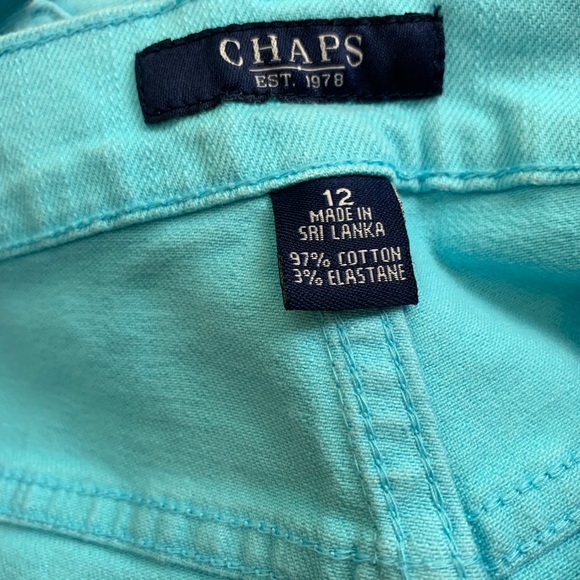 CHAPS
EST. 1978
12
MADE IN
SRI LANKA
97% COTTON
3% ELASTANE